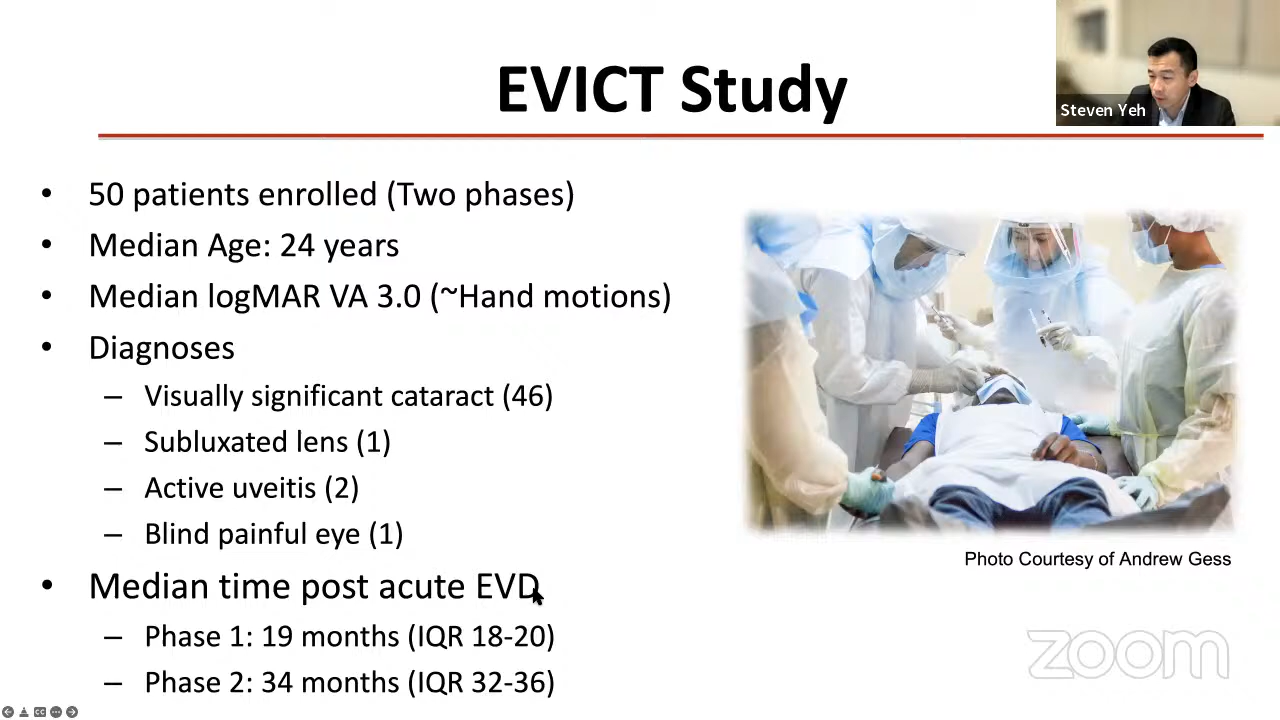 EVICT Study
Steven Yeh
• 50 patients enrolled (Two phases)
• Median Age: 24 years
• Median logMAR VA 3.0 (~Hand motions)
• Diagnoses
– Visually significant cataract (46)
– Subluxated lens (1)
– Active uveitis (2)
– Blind painful eye (1)
• Median time post acute EVD
– Phase 1: 19 months (IQR 18-20)
– Phase 2: 34 months (IQR 32-36)
Photo Courtesy of Andrew Gess
zoom